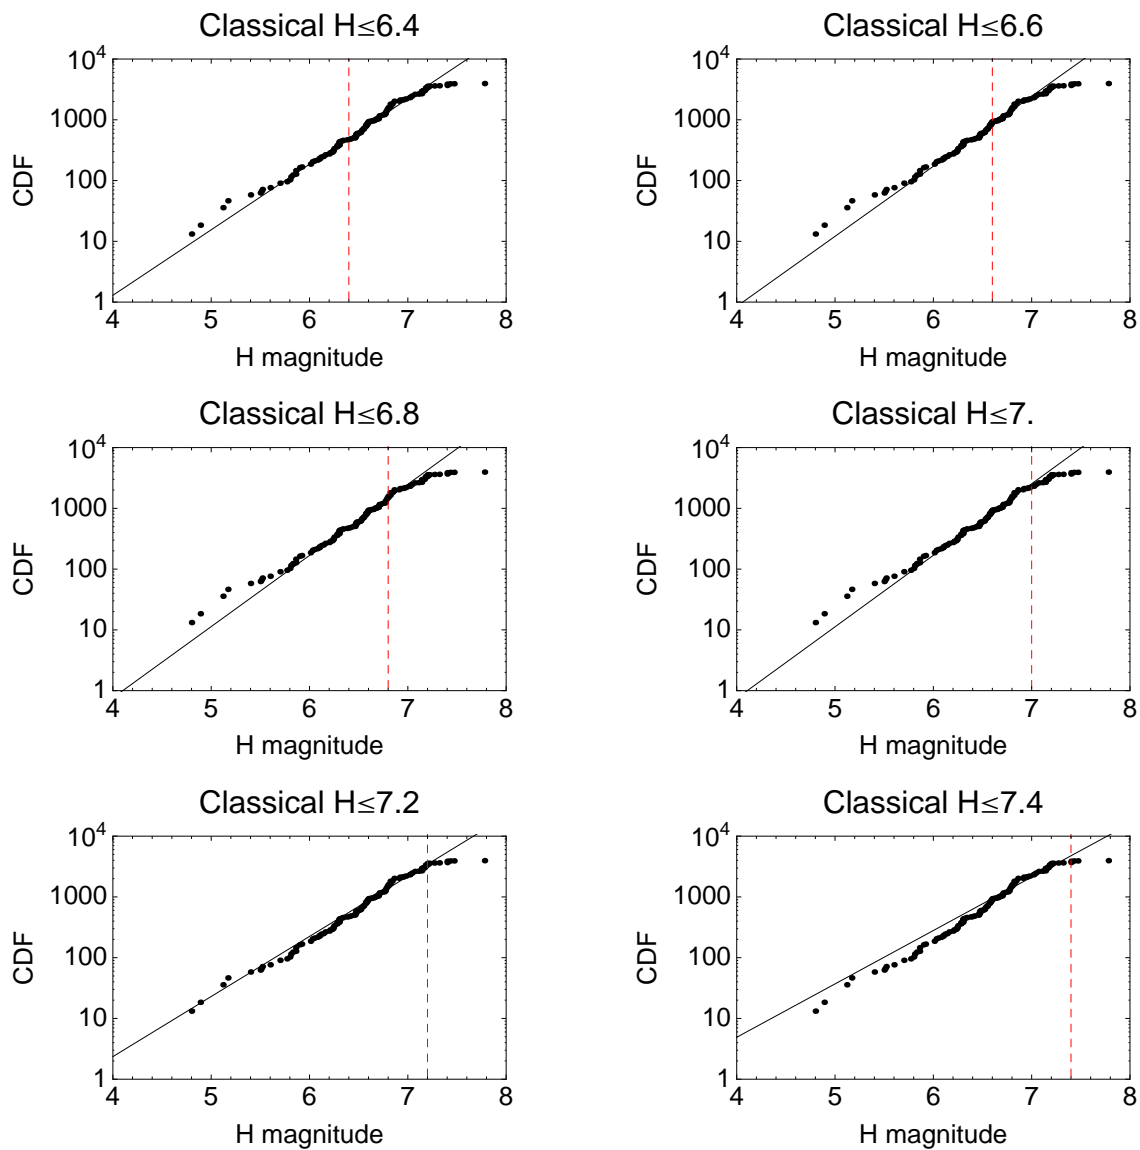 Classical H≤6.4
10^4
1000
100
10
1
CDF
4 5 6 7 8
H magnitude
Classical H≤6.6
10^4
1000
100
10
1
CDF
4 5 6 7 8
H magnitude
Classical H≤6.8
10^4
1000
100
10
1
CDF
4 5 6 7 8
H magnitude
Classical H≤7.
10^4
1000
100
10
1
CDF
4 5 6 7 8
H magnitude
Classical H≤7.2
10^4
1000
100
10
1
CDF
4 5 6 7 8
H magnitude
Classical H≤7.4
10^4
1000
100
10
1
CDF
4 5 6 7 8
H magnitude